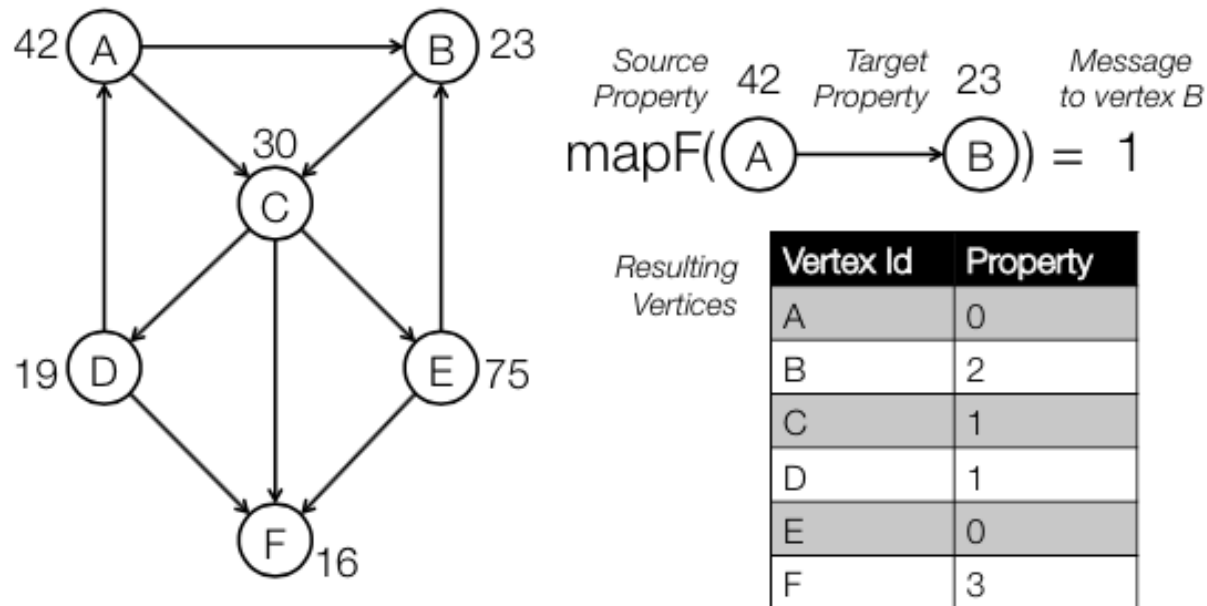 42 A B 23
30
C
19 D E 75
F 16
Source Property 42 Target Property 23 Message to vertex B
mapF( A B ) = 1
Resulting Vertices
Vertex Id Property
A 0
B 2
C 1
D 1
E 0
F 3